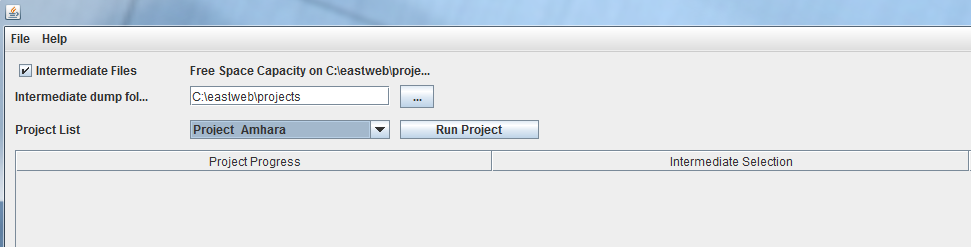 File Help
Intermediate Files Free Space Capacity on C:\eastweb\proje...
Intermediate dump fol... C:\eastweb\projects ...
Project List Project Amhara Run Project
Project Progress Intermediate Selection